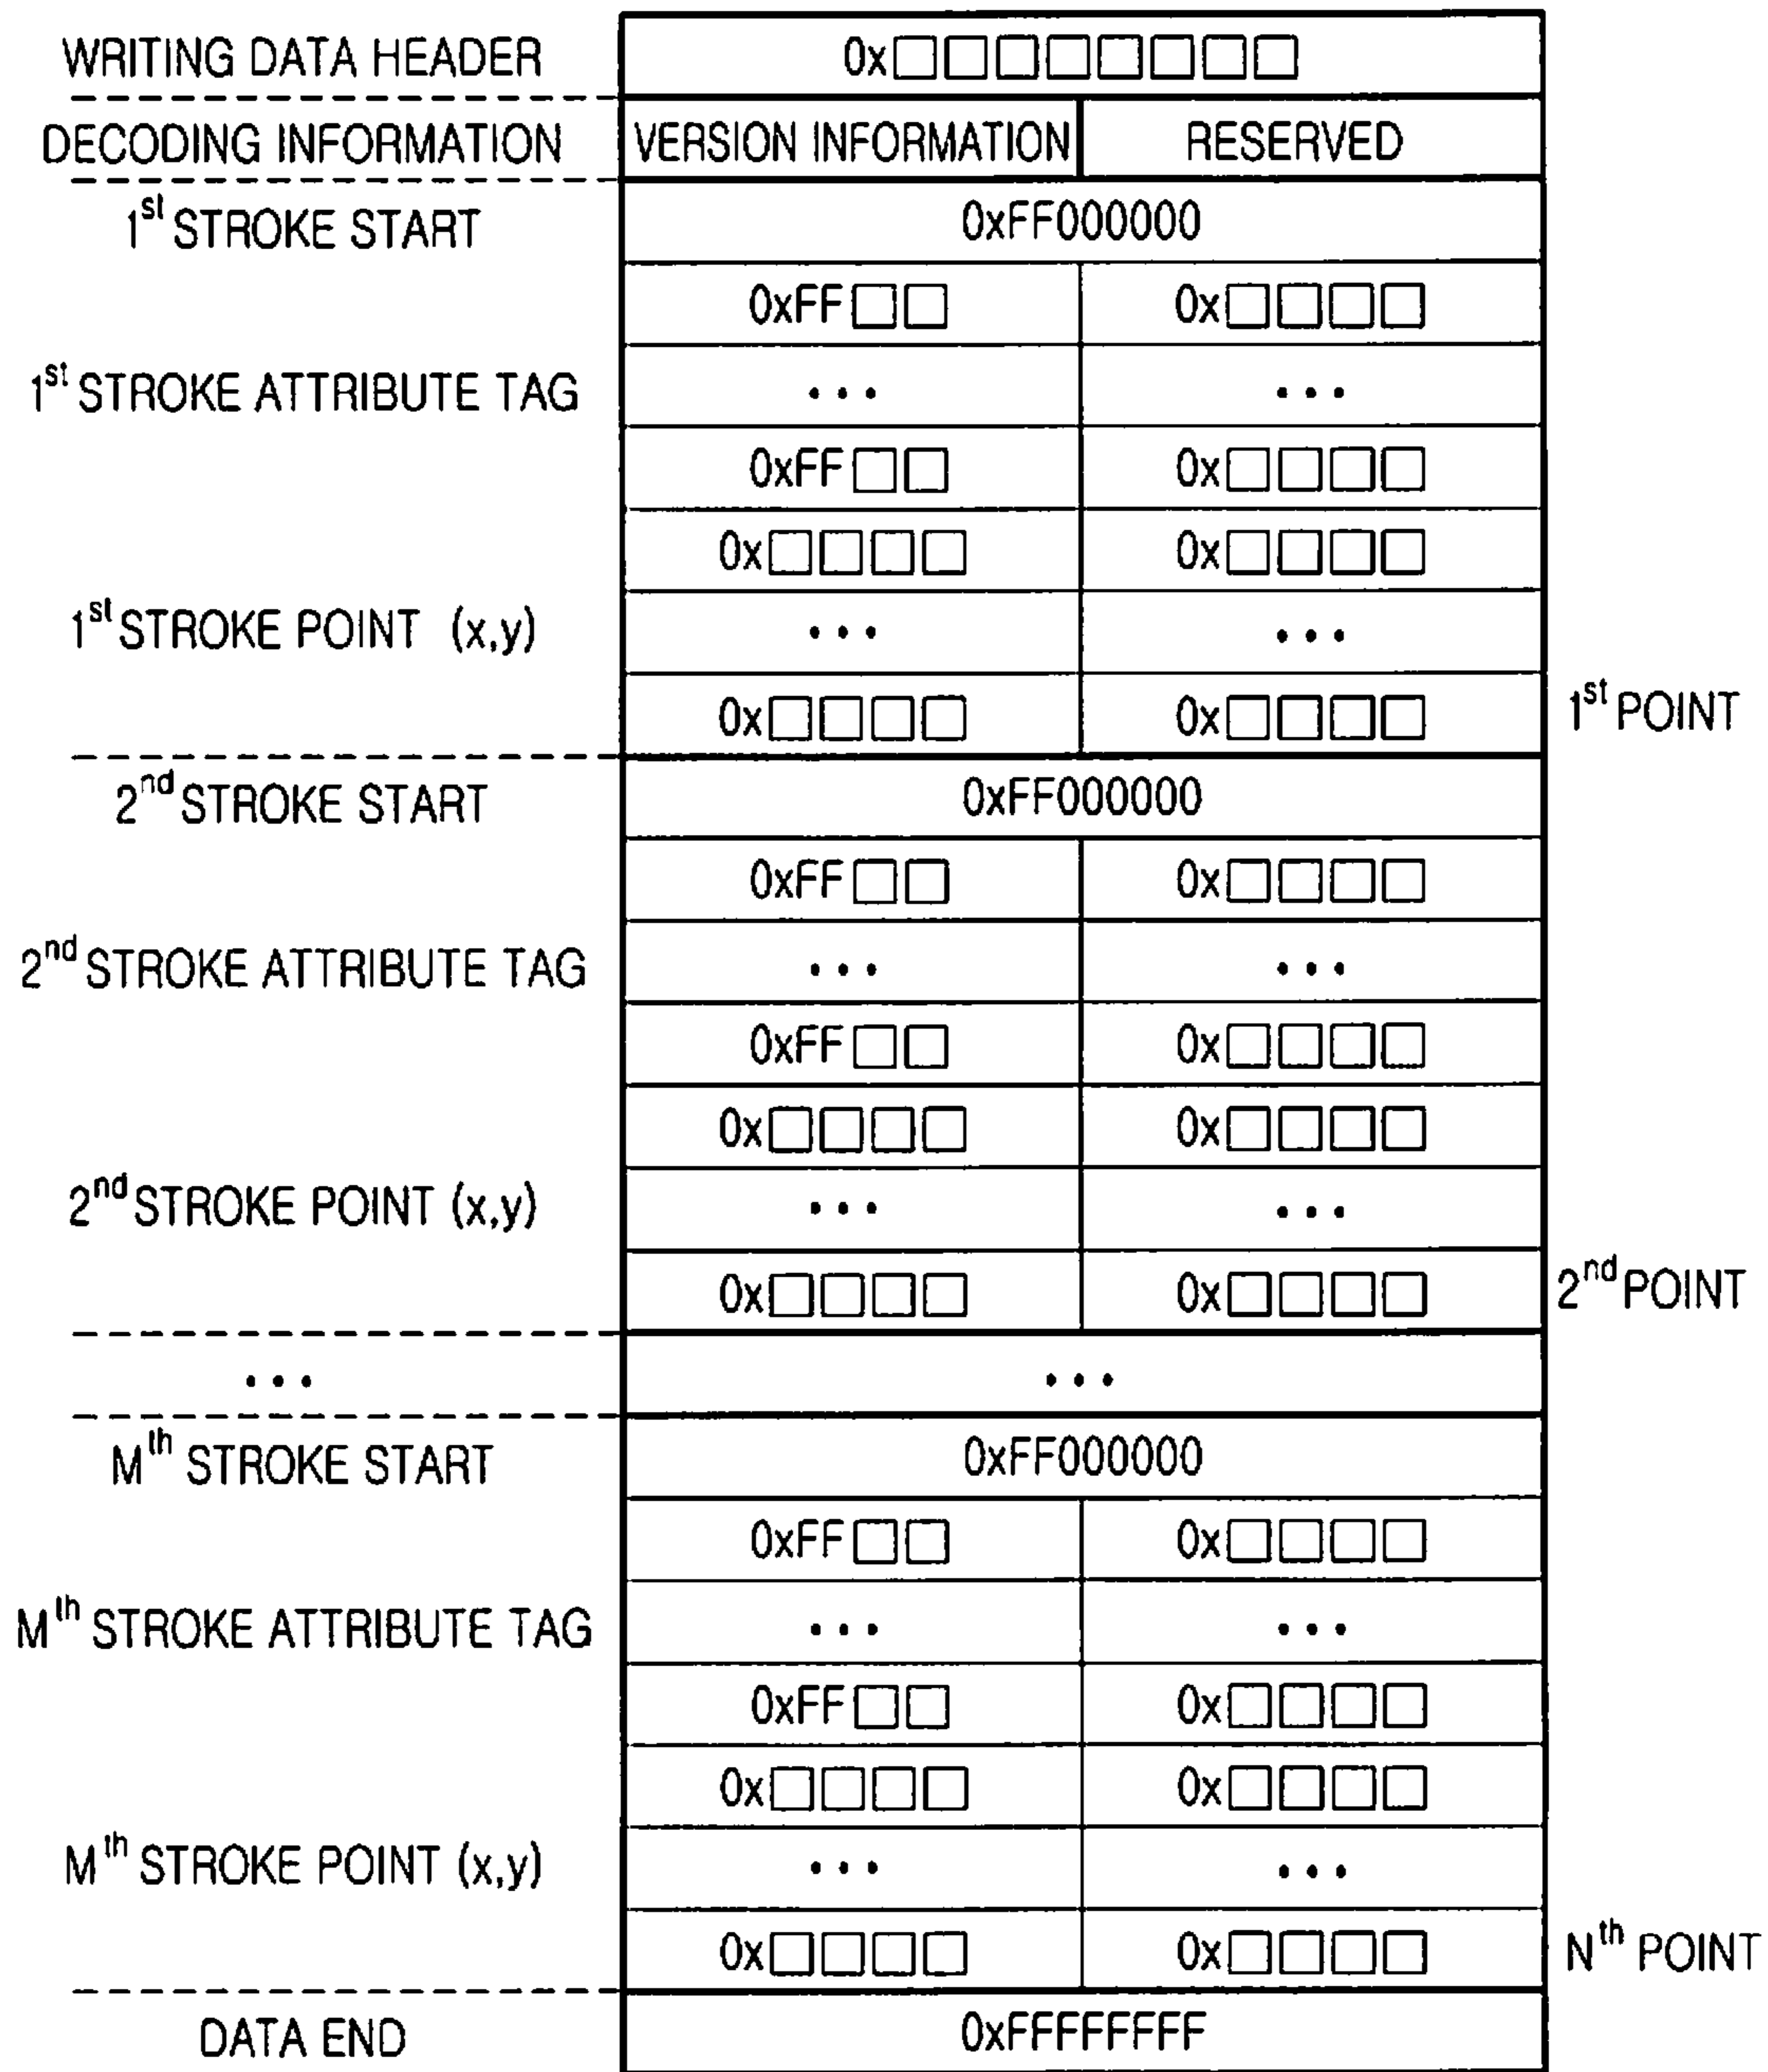 WRITING DATA HEADER 0x□□□□□□□□
DECODING INFORMATION VERSION INFORMATION RESERVED
1st STROKE START 0xFF000000
0xFF□□ 0x□□□□
1st STROKE ATTRIBUTE TAG ... ...
0xFF□□ 0x□□□□
0x□□□□ 0x□□□□
1st STROKE POINT (x,y) ... ...
0x□□□□ 0x□□□□ 1st POINT
2nd STROKE START 0xFF000000
0xFF□□ 0x□□□□
2nd STROKE ATTRIBUTE TAG ... ...
0xFF□□ 0x□□□□
0x□□□□ 0x□□□□
2nd STROKE POINT (x,y) ... ...
0x□□□□ 0x□□□□ 2nd POINT
... ...
Mth STROKE START 0xFF000000
0xFF□□ 0x□□□□
Mth STROKE ATTRIBUTE TAG ... ...
0xFF□□ 0x□□□□
0x□□□□ 0x□□□□
Mth STROKE POINT (x,y) ... ...
0x□□□□ 0x□□□□ Nth POINT
DATA END 0xFFFFFFFF